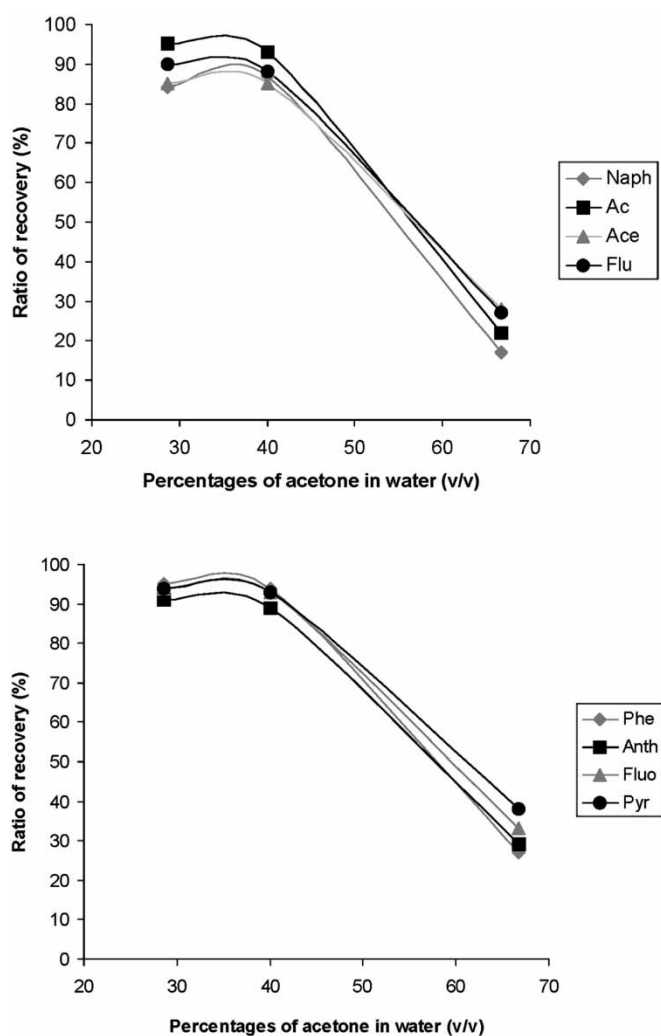 100
90
80
70
60
50
40
30
20
10
0
Ratio of recovery (%)
20 30 40 50 60 70
Percentages of acetone in water (v/v)
Naph
Ac
Ace
Flu
100
90
80
70
60
50
40
30
20
10
0
Ratio of recovery (%)
20 30 40 50 60 70
Percentages of acetone in water (v/v)
Phe
Anth
Fluo
Pyr